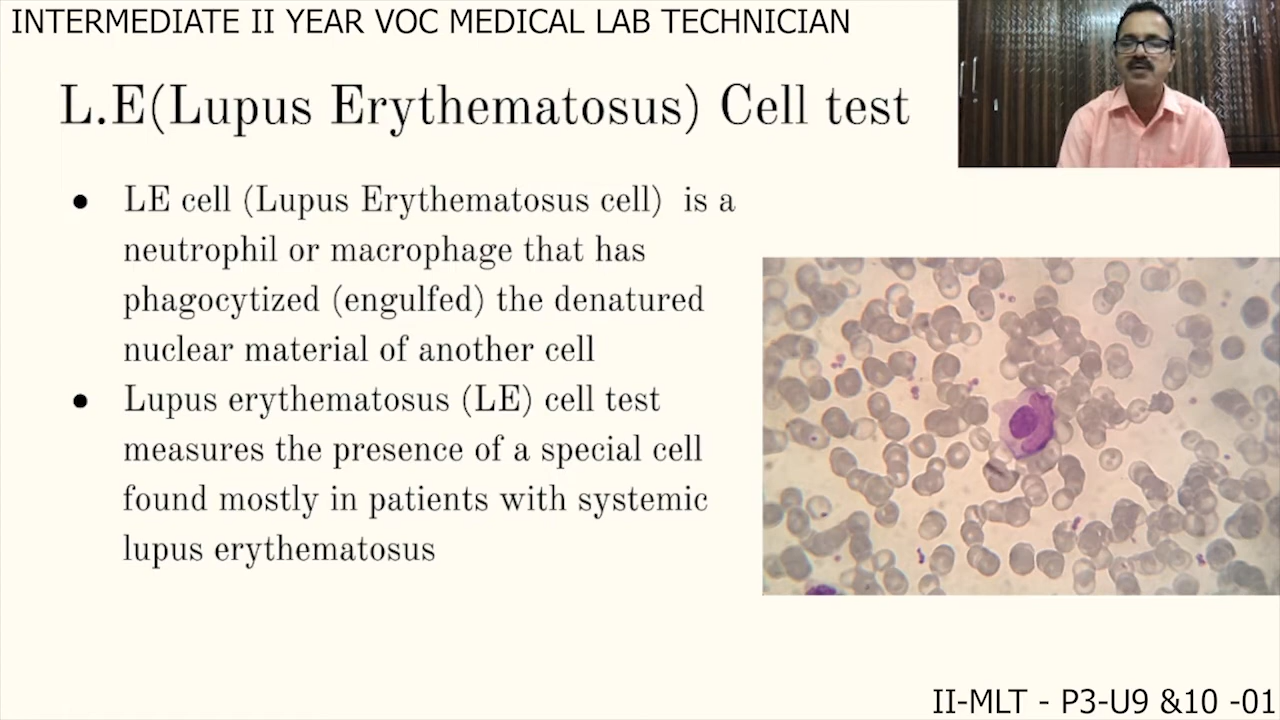 INTERMEDIATE II YEAR VOC MEDICAL LAB TECHNICIAN
L.E(Lupus Erythematosus) Cell test
● LE cell (Lupus Erythematosus cell) is a
neutrophil or macrophage that has
phagocytized (engulfed) the denatured
nuclear material of another cell
● Lupus erythematosus (LE) cell test
measures the presence of a special cell
found mostly in patients with systemic
lupus erythematosus
II-MLT - P3-U9 &10 -01